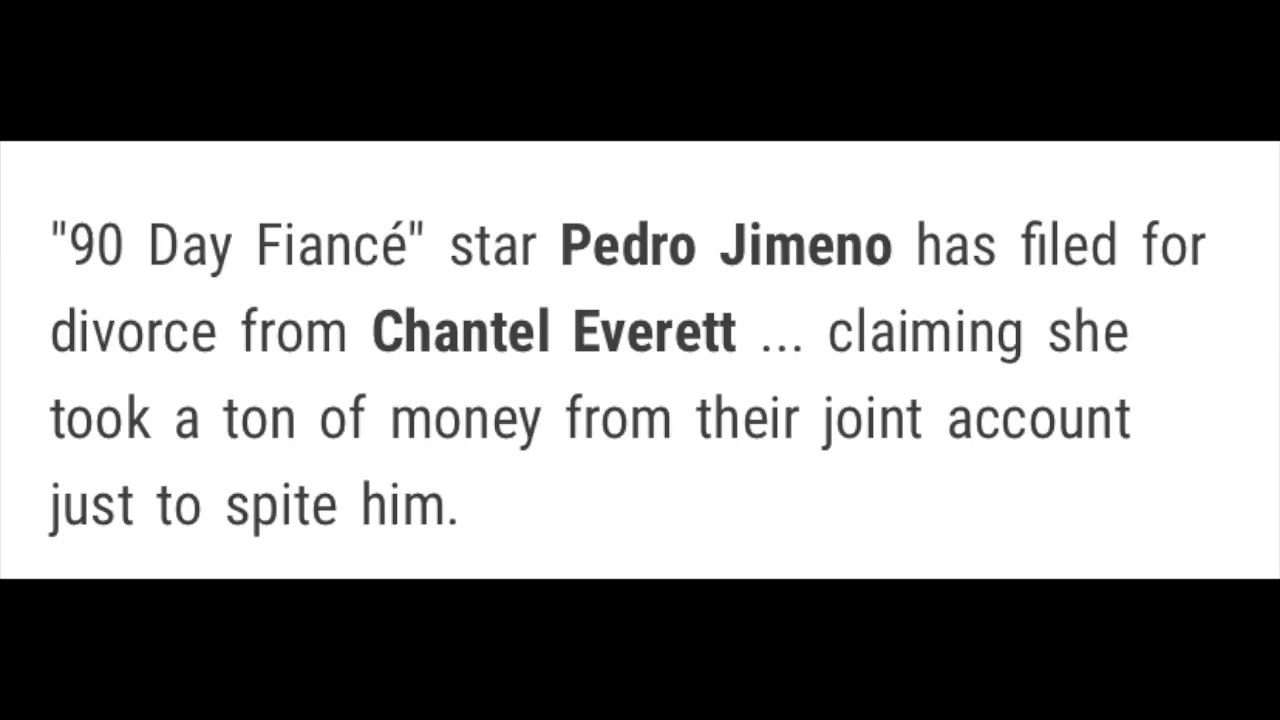 "90 Day Fiancé" star Pedro Jimeno has filed for
divorce from Chantel Everett ... claiming she
took a ton of money from their joint account
just to spite him.